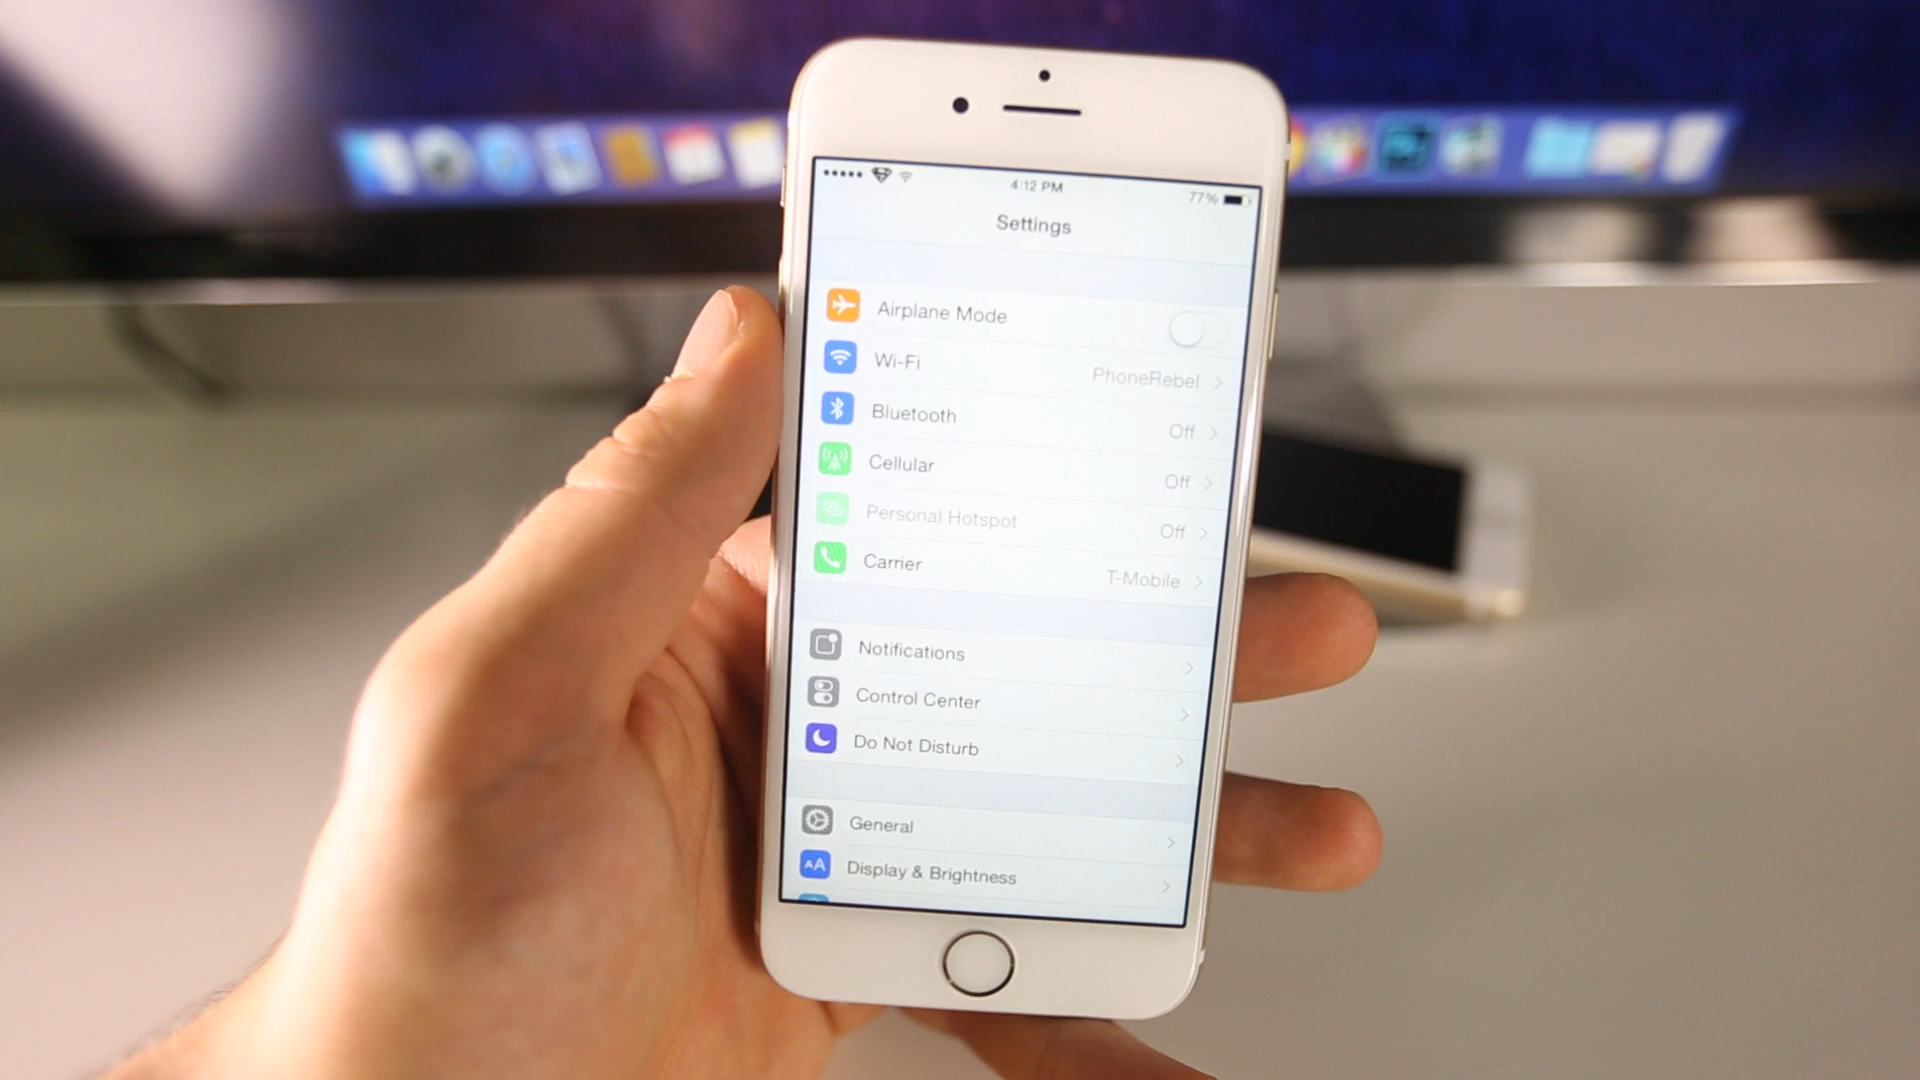 4:12 PM
77%
Settings
Airplane Mode
Wi-Fi PhoneRebel
Bluetooth Off
Cellular Off
Personal Hotspot Off
Carrier T-Mobile
Notifications
Control Center
Do Not Disturb
General
AA Display & Brightness